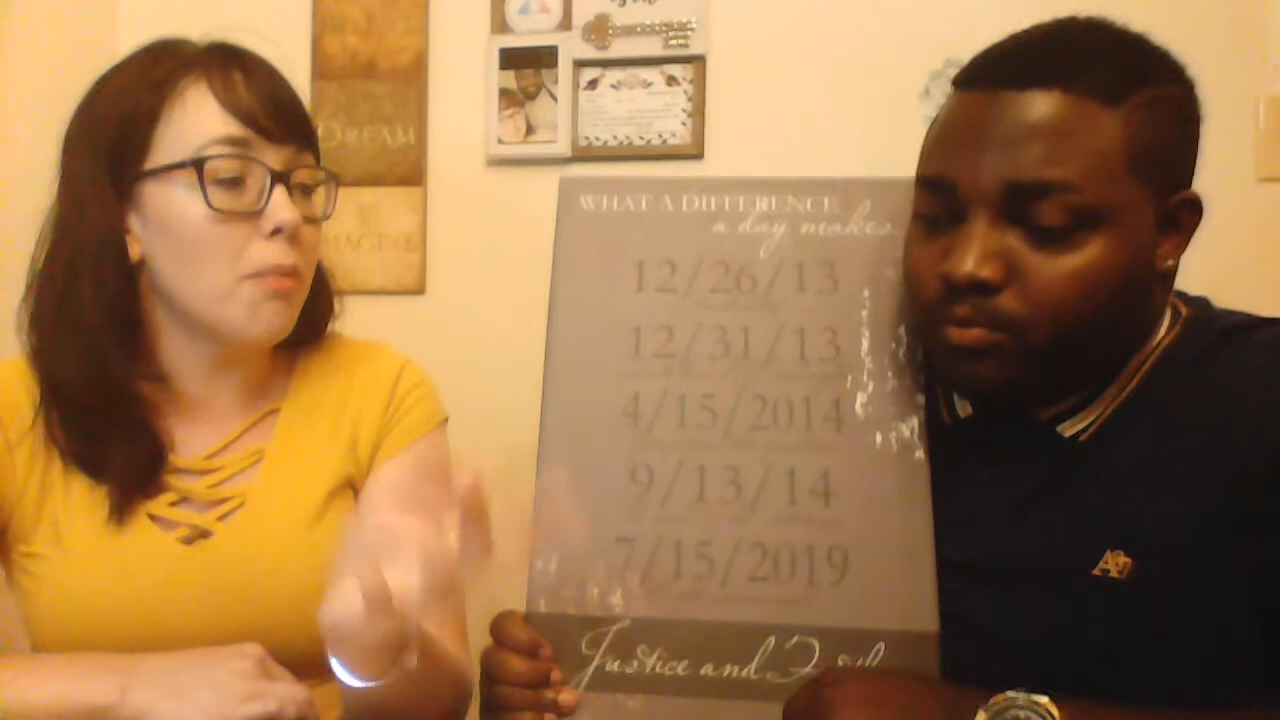 DREAM
IMAGINE
WHAT A DIFFERENCE
a day makes
12/26/13
12/31/13
4/15/2014
9/13/14
7/15/2019
Justice and